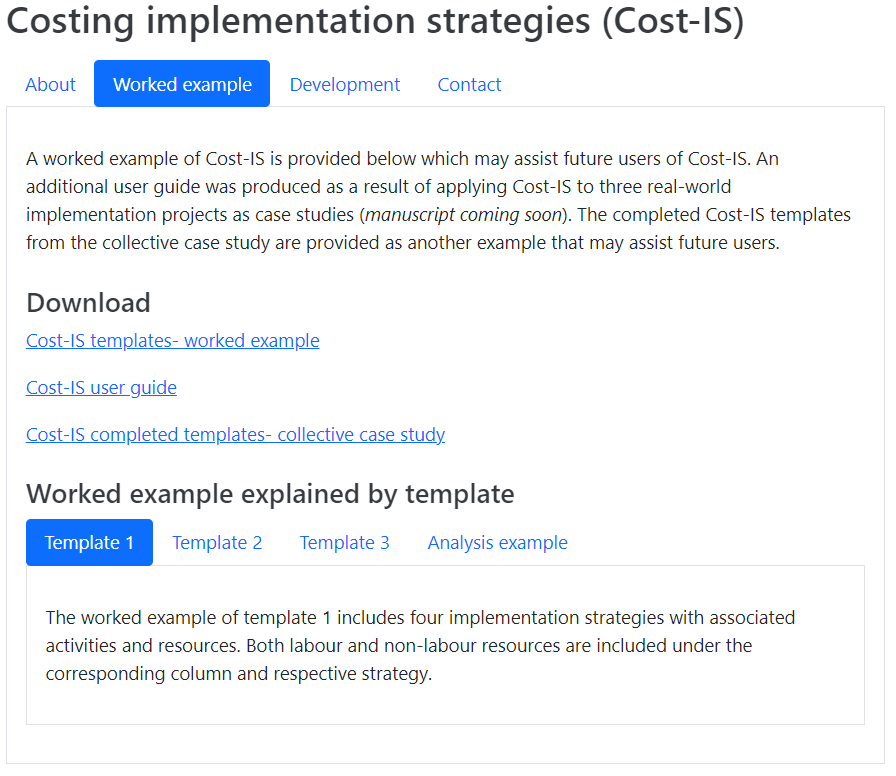 Costing implementation strategies (Cost-IS)
About Worked example Development Contact
A worked example of Cost-IS is provided below which may assist future users of Cost-IS. An
additional user guide was produced as a result of applying Cost-IS to three real-world
implementation projects as case studies (manuscript coming soon). The completed Cost-IS templates
from the collective case study are provided as another example that may assist future users.
Download
Cost-IS templates- worked example
Cost-IS user guide
Cost-IS completed templates- collective case study
Worked example explained by template
Template 1 Template 2 Template 3 Analysis example
The worked example of template 1 includes four implementation strategies with associated
activities and resources. Both labour and non-labour resources are included under the
corresponding column and respective strategy.